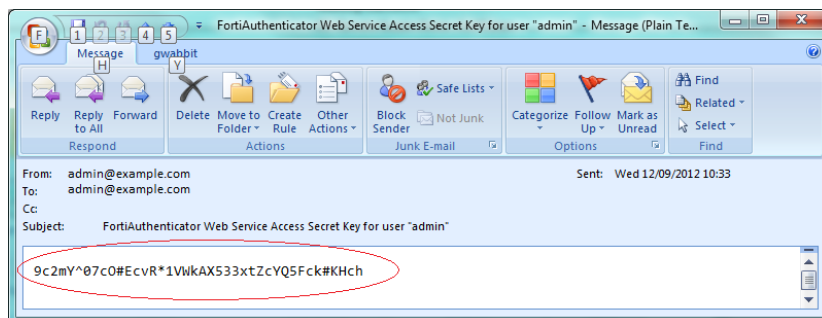 FortiAuthenticator Web Service Access Secret Key for user "admin" - Message (Plain Te...
F 1 2 3 4 5
Message gwabbit
H Y
Reply Reply to All Forward
Respond
Delete Move to Folder Create Rule Other Actions
Actions
Block Sender Safe Lists Not Junk
Junk E-mail
Categorize Follow Up Mark as Unread
Options
Find Related Select
Find
From: admin@example.com Sent: Wed 12/09/2012 10:33
To: admin@example.com
Cc:
Subject: FortiAuthenticator Web Service Access Secret Key for user "admin"
9c2mY^07cO#EcvR*1VWkAX533xtZcYQ5Fck#KHch